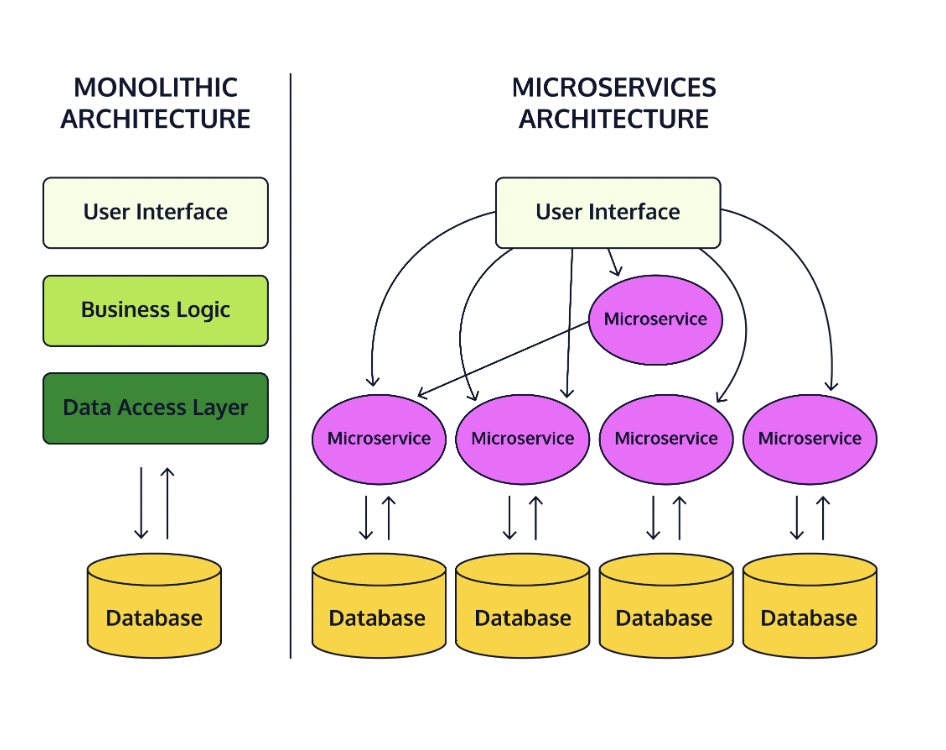 MONOLITHIC
ARCHITECTURE
User Interface
Business Logic
Data Access Layer
Database
MICROSERVICES
ARCHITECTURE
User Interface
Microservice
Microservice
Microservice
Microservice
Microservice
Database
Database
Database
Database